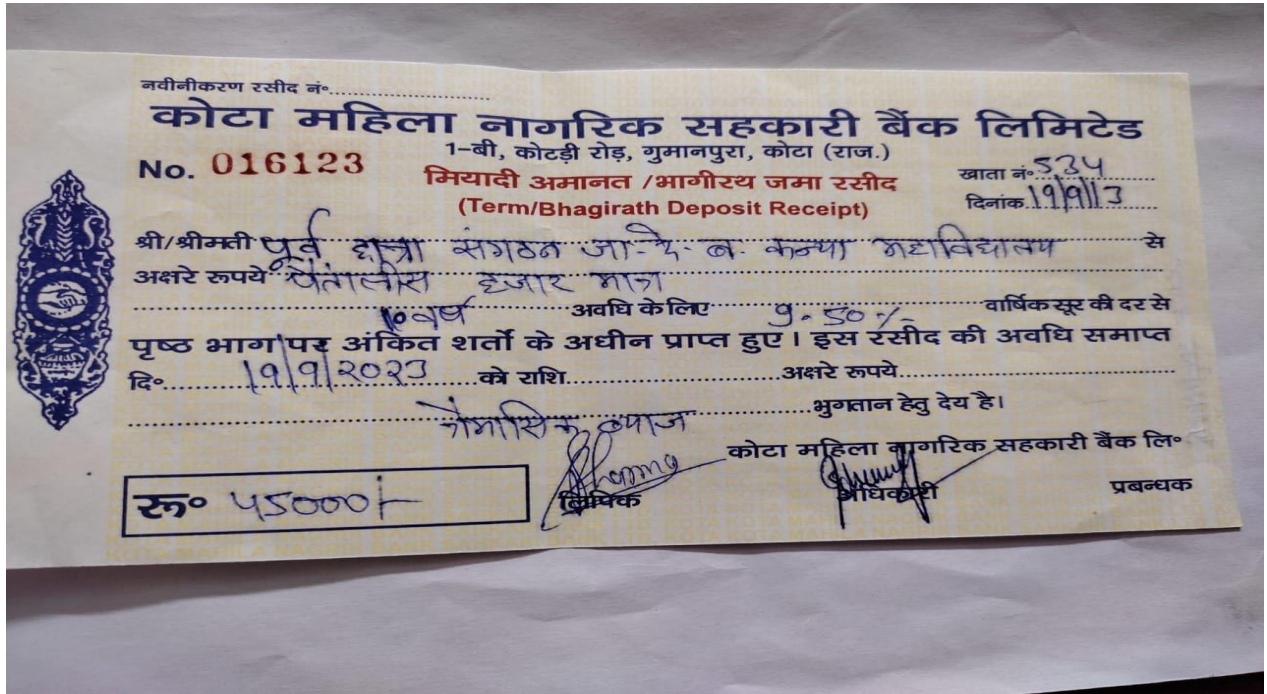 नवीनीकरण रसीद नं॰....................
कोटा महिला नागरिक सहकारी बैंक लिमिटेड
1-बी, कोटड़ी रोड़, गुमानपुरा, कोटा (राज.)
No. 016123
मियादी अमानत /भागीरथ जमा रसीद
खाता नं॰ 534
(Term/Bhagirath Deposit Receipt)
दिनांक 19/9/13
श्री/श्रीमती पूर्व छात्रा संगठन जा. दे. ब. कन्या महाविद्यालय से
अक्षरे रूपये पैंतालीस हजार मात्र
10 वर्ष अवधि के लिए 9.50 % वार्षिक सूर की दर से
पृष्ठ भाग पर अंकित शर्तो के अधीन प्राप्त हुए। इस रसीद की अवधि समाप्त
दि॰ 19/9/2023 को राशि....................अक्षरे रूपये....................
त्रैमासिक ब्याज भुगतान हेतु देय है।
कोटा महिला नागरिक सहकारी बैंक लि॰
रू॰ 45000/-
लिपिक अधिकारी प्रबन्धक